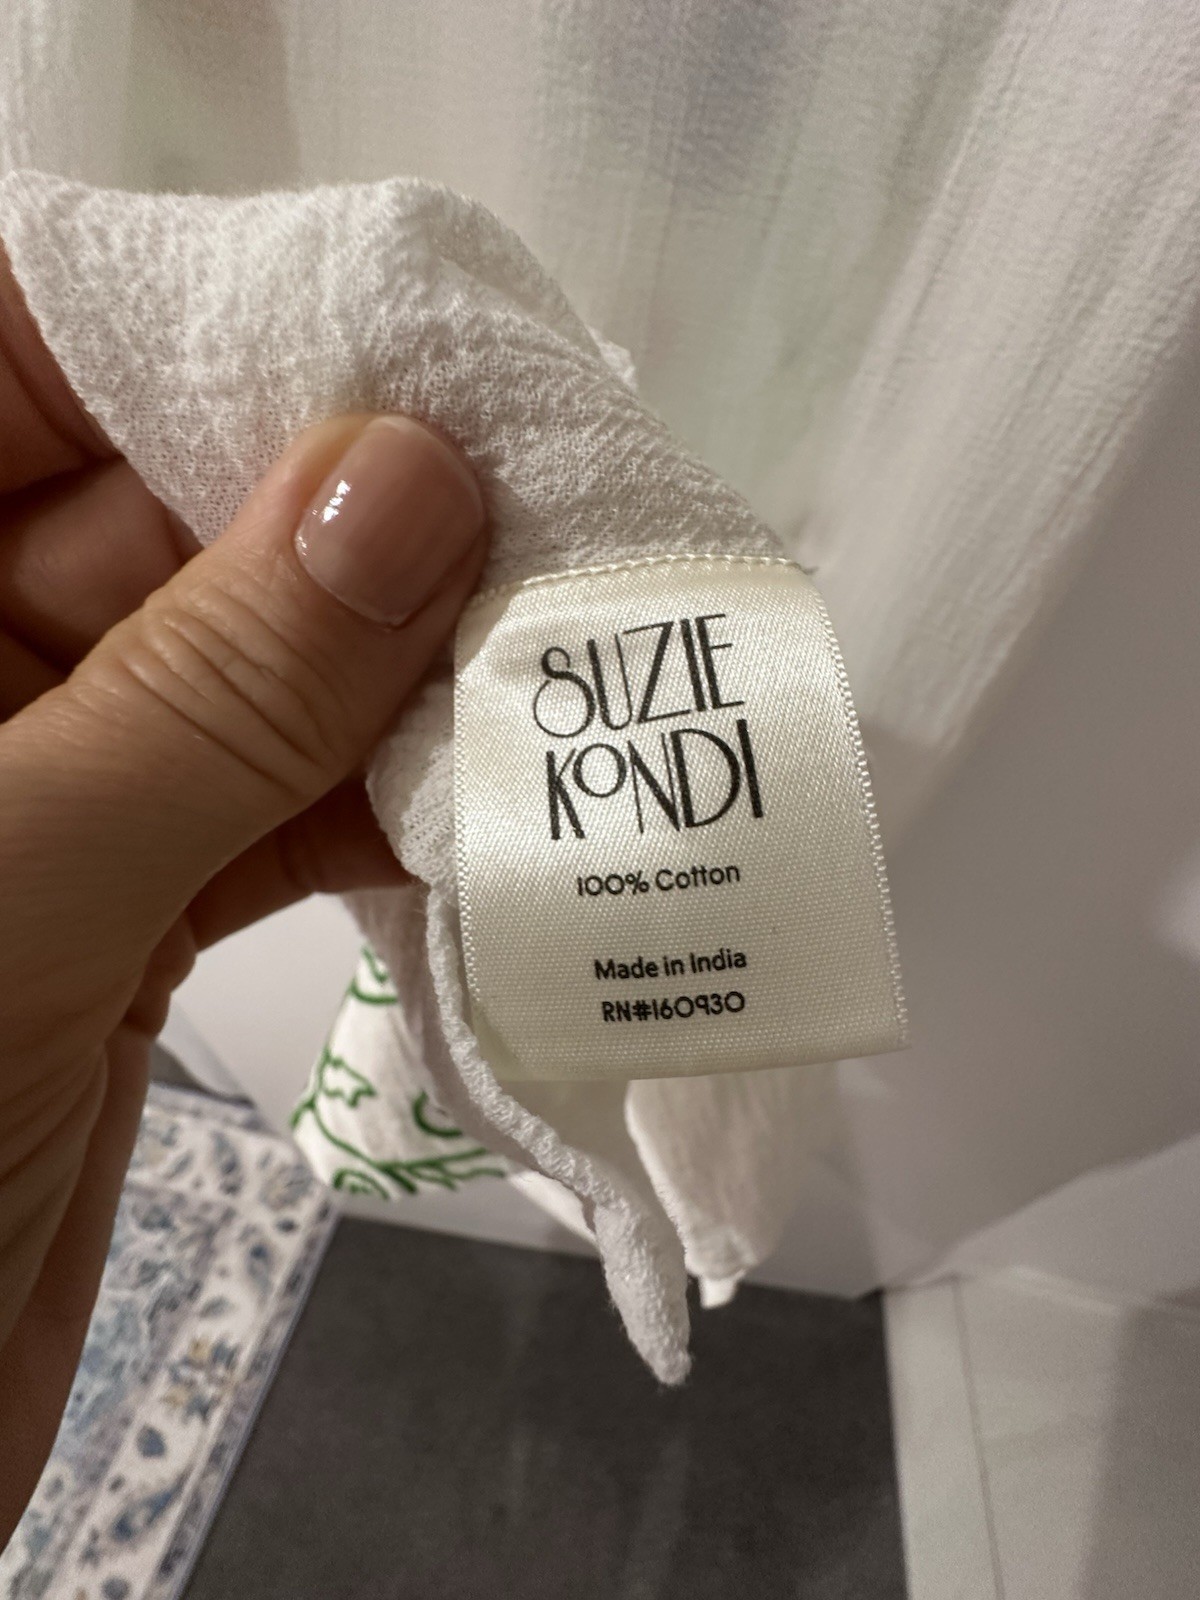 SUZIE
KONDI
100% Cotton
Made in India
RN#160930